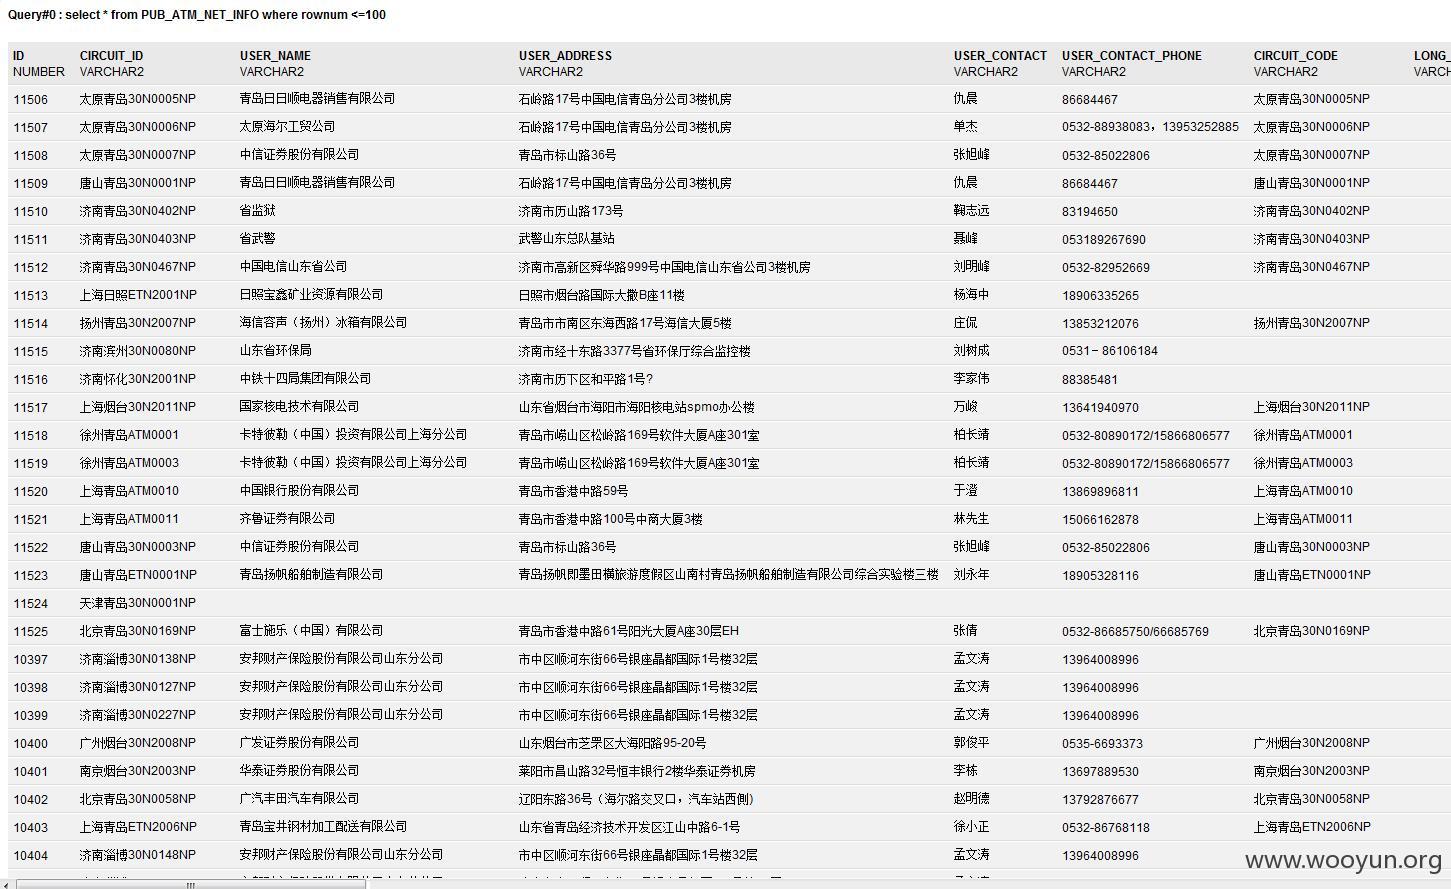 Query#0 : select * from PUB_ATM_NET_INFO where rownum <=100
ID CIRCUIT_ID USER_NAME USER_ADDRESS USER_CONTACT USER_CONTACT_PHONE CIRCUIT_CODE LONG_
NUMBER VARCHAR2 VARCHAR2 VARCHAR2 VARCHAR2 VARCHAR2 VARCHAR2 VARCH
11506 太原青岛30N0005NP 青岛日日顺电器销售有限公司 石岭路17号中国电信青岛分公司3楼机房 仇晨 86684467 太原青岛30N0005NP
11507 太原青岛30N0006NP 太原海尔工贸公司 石岭路17号中国电信青岛分公司3楼机房 单杰 0532-88938083，13953252885 太原青岛30N0006NP
11508 太原青岛30N0007NP 中信证券股份有限公司 青岛市标山路36号 张旭峰 0532-85022806 太原青岛30N0007NP
11509 唐山青岛30N0001NP 青岛日日顺电器销售有限公司 石岭路17号中国电信青岛分公司3楼机房 仇晨 86684467 唐山青岛30N0001NP
11510 济南青岛30N0402NP 省监狱 济南市历山路173号 鞠志远 83194650 济南青岛30N0402NP
11511 济南青岛30N0403NP 省武警 武警山东总队基站 聂峰 053189267690 济南青岛30N0403NP
11512 济南青岛30N0467NP 中国电信山东省公司 济南市高新区舜华路999号中国电信山东省公司3楼机房 刘明峰 0532-82952669 济南青岛30N0467NP
11513 上海日照ETN2001NP 日照宝鑫矿业资源有限公司 日照市烟台路国际大撒B座11楼 杨海中 18906335265
11514 扬州青岛30N2007NP 海信容声（扬州）冰箱有限公司 青岛市市南区东海西路17号海信大厦5楼 庄侃 13853212076 扬州青岛30N2007NP
11515 济南滨州30N0080NP 山东省环保局 济南市经十东路3377号省环保厅综合监控楼 刘树成 0531－86106184
11516 济南怀化30N2001NP 中铁十四局集团有限公司 济南市历下区和平路1号? 李家伟 88385481
11517 上海烟台30N2011NP 国家核电技术有限公司 山东省烟台市海阳市海阳核电站spmo办公楼 万峻 13641940970 上海烟台30N2011NP
11518 徐州青岛ATM0001 卡特彼勒（中国）投资有限公司上海分公司 青岛市崂山区松岭路169号软件大厦A座301室 柏长清 0532-80890172/15866806577 徐州青岛ATM0001
11519 徐州青岛ATM0003 卡特彼勒（中国）投资有限公司上海分公司 青岛市崂山区松岭路169号软件大厦A座301室 柏长清 0532-80890172/15866806577 徐州青岛ATM0003
11520 上海青岛ATM0010 中国银行股份有限公司 青岛市香港中路59号 于澄 13869896811 上海青岛ATM0010
11521 上海青岛ATM0011 齐鲁证券有限公司 青岛市香港中路100号中商大厦3楼 林先生 15066162878 上海青岛ATM0011
11522 唐山青岛30N0003NP 中信证券股份有限公司 青岛市标山路36号 张旭峰 0532-85022806 唐山青岛30N0003NP
11523 唐山青岛ETN0001NP 青岛扬帆船舶制造有限公司 青岛扬帆即墨田横旅游度假区山南村青岛扬帆船舶制造有限公司综合实验楼三楼 刘永年 18905328116 唐山青岛ETN0001NP
11524 天津青岛30N0001NP
11525 北京青岛30N0169NP 富士施乐（中国）有限公司 青岛市香港中路61号阳光大厦A座30层EH 张倩 0532-86685750/66685769 北京青岛30N0169NP
10397 济南淄博30N0138NP 安邦财产保险股份有限公司山东分公司 市中区顺河东街66号银座晶都国际1号楼32层 孟文涛 13964008996
10398 济南淄博30N0127NP 安邦财产保险股份有限公司山东分公司 市中区顺河东街66号银座晶都国际1号楼32层 孟文涛 13964008996
10399 济南淄博30N0227NP 安邦财产保险股份有限公司山东分公司 市中区顺河东街66号银座晶都国际1号楼32层 孟文涛 13964008996
10400 广州烟台30N2008NP 广发证券股份有限公司 山东烟台市芝罘区大海阳路95-20号 郭俊平 0535-6693373 广州烟台30N2008NP
10401 南京烟台30N2003NP 华泰证券股份有限公司 莱阳市昌山路32号恒丰银行2楼华泰证券机房 李栋 13697889530 南京烟台30N2003NP
10402 北京青岛30N0058NP 广汽丰田汽车有限公司 辽阳东路36号（海尔路交叉口，汽车站西侧) 赵明德 13792876677 北京青岛30N0058NP
10403 上海青岛ETN2006NP 青岛宝井钢材加工配送有限公司 山东省青岛经济技术开发区江山中路6-1号 徐小正 0532-86768118 上海青岛ETN2006NP
10404 济南淄博30N0148NP 安邦财产保险股份有限公司山东分公司 市中区顺河东街66号银座晶都国际1号楼32层 孟文涛 13964008996
www.wooyun.org